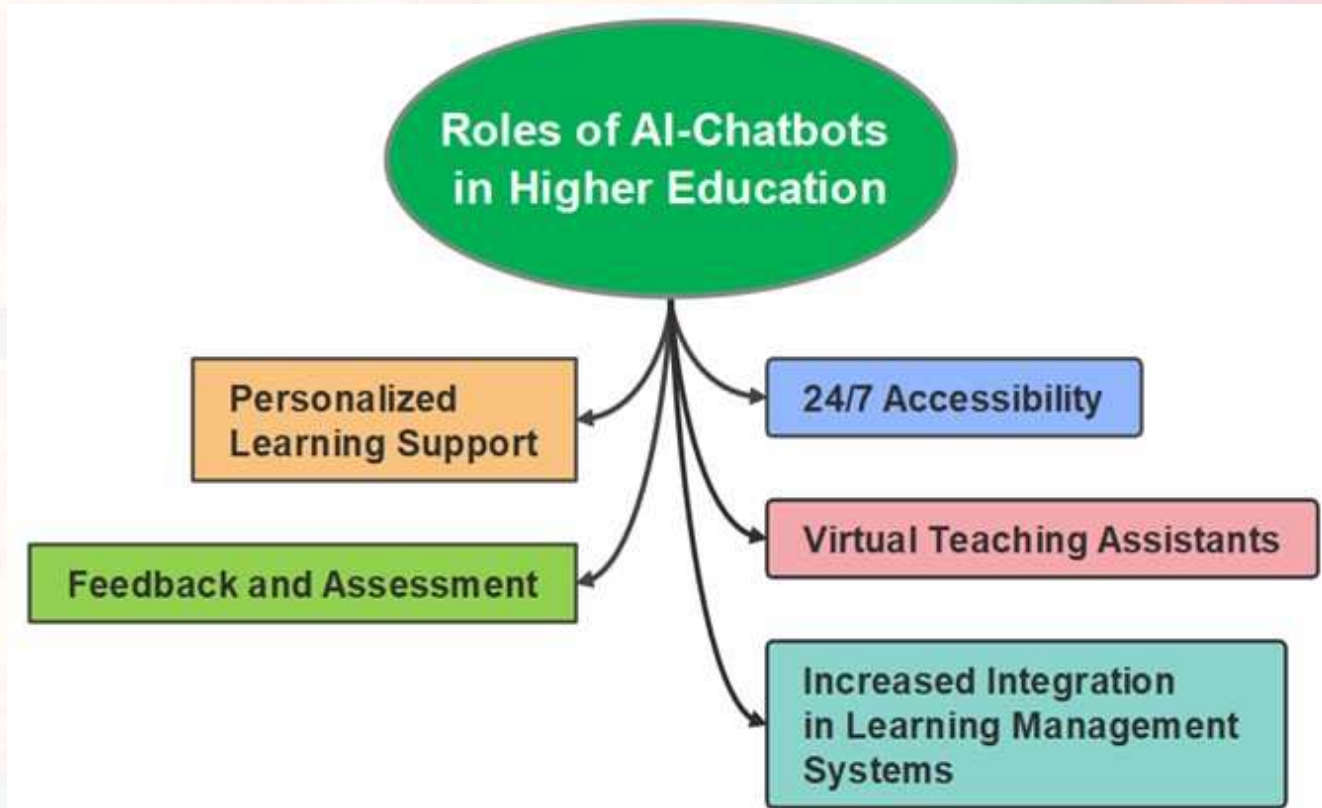 Roles of AI-Chatbots
in Higher Education
Personalized
Learning Support
24/7 Accessibility
Feedback and Assessment
Virtual Teaching Assistants
Increased Integration
in Learning Management
Systems